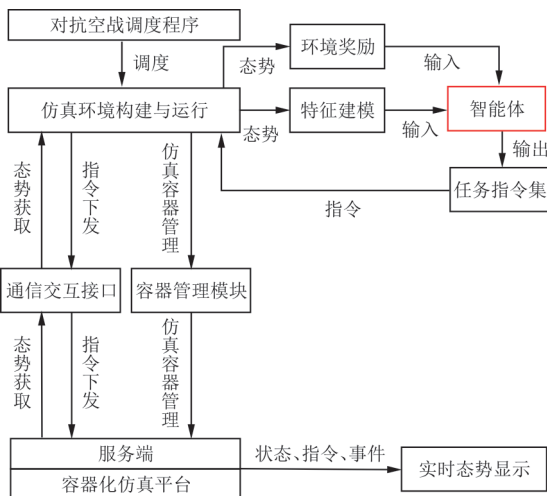 对抗空战调度程序
调度
仿真环境构建与运行
态势
环境奖励
输入
态势
特征建模
输入
智能体
输出
任务指令集
指令
态势获取
指令下发
仿真容器管理
通信交互接口
容器管理模块
态势获取
指令下发
仿真容器管理
服务端
容器化仿真平台
状态、指令、事件
实时态势显示